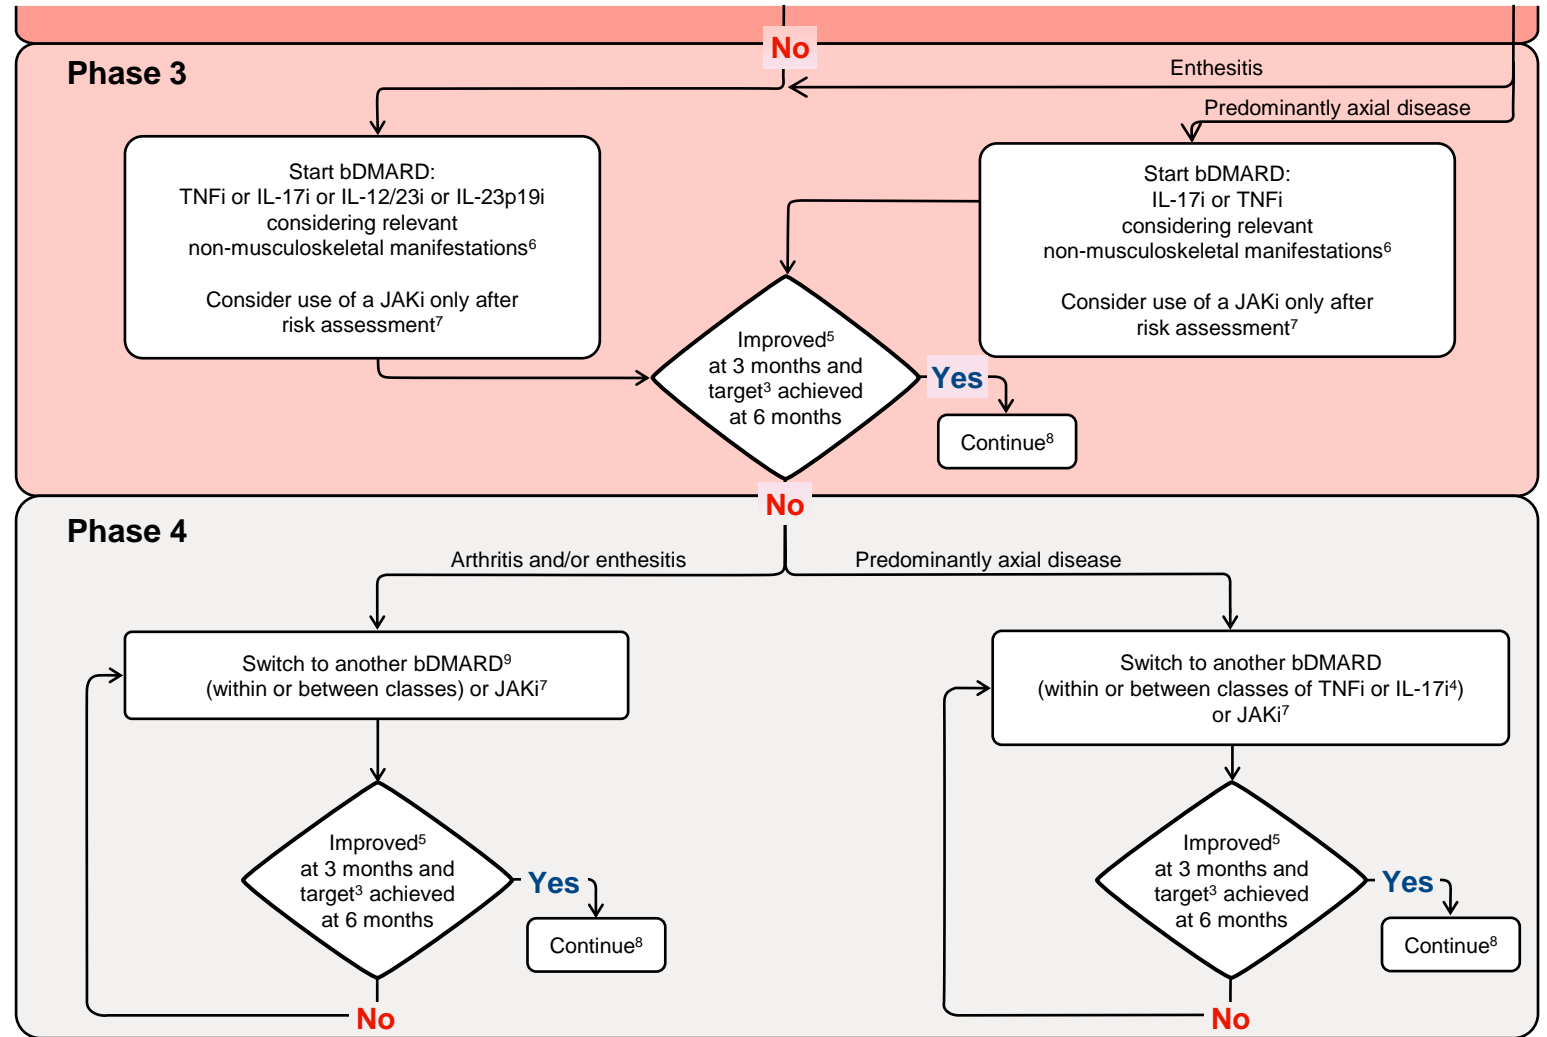 No
Phase 3
Enthesitis
Predominantly axial disease
Start bDMARD:
TNFi or IL-17i or IL-12/23i or IL-23p19i
considering relevant
non-musculoskeletal manifestations⁶
Consider use of a JAKi only after
risk assessment⁷
Start bDMARD:
IL-17i or TNFi
considering relevant
non-musculoskeletal manifestations⁶
Consider use of a JAKi only after
risk assessment⁷
Improved⁵
at 3 months and
target³ achieved
at 6 months
Yes
Continue⁸
No
Phase 4
Arthritis and/or enthesitis
Predominantly axial disease
Switch to another bDMARD⁹
(within or between classes) or JAKi⁷
Switch to another bDMARD
(within or between classes of TNFi or IL-17i⁴)
or JAKi⁷
Improved⁵
at 3 months and
target³ achieved
at 6 months
Yes
Continue⁸
No
Improved⁵
at 3 months and
target³ achieved
at 6 months
Yes
Continue⁸
No